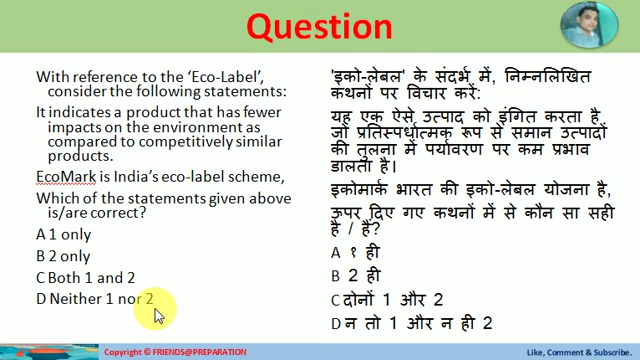 Question
With reference to the ‘Eco-Label’,
consider the following statements:
It indicates a product that has fewer
impacts on the environment as
compared to competitively similar
products.
EcoMark is India’s eco-label scheme,
Which of the statements given above
is/are correct?
A 1 only
B 2 only
C Both 1 and 2
D Neither 1 nor 2
'इको-लेबल' के संदर्भ में, निम्नलिखित
कथनों पर विचार करें:
यह एक ऐसे उत्पाद को इंगित करता है
जो प्रतिस्पर्धात्मक रूप से समान उत्पादों
की तुलना में पर्यावरण पर कम प्रभाव
डालता है।
इकोमार्क भारत की इको-लेबल योजना है,
ऊपर दिए गए कथनों में से कौन सा सही
है / हैं?
A १ ही
B 2 ही
C दोनों 1 और 2
D न तो 1 और न ही 2
Copyright © FRIENDS@PREPARATION
Like, Comment & Subscribe.